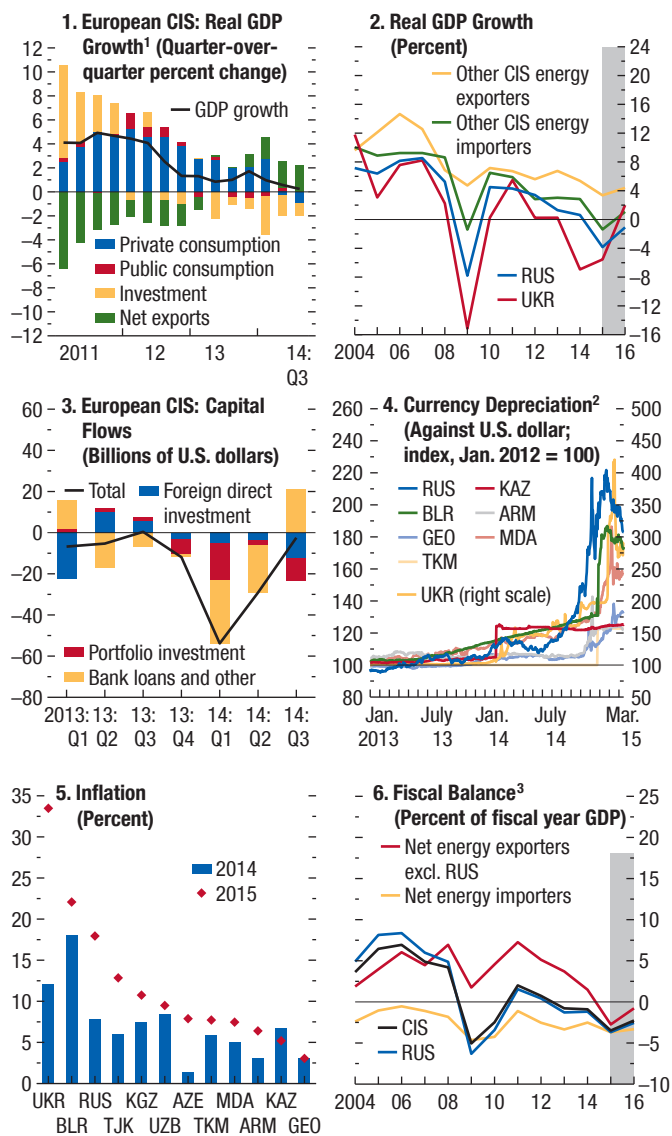 1. European CIS: Real GDP
Growth¹ (Quarter-over-
quarter percent change)
12
10
8
6
4
2
0
2
4
6
8
10
–12
GDP growth
Private consumption
Public consumption
Investment
Net exports
2011
12
13
14:
Q3
2. Real GDP Growth
(Percent)
Other CIS energy
exporters
Other CIS energy
importers
RUS
UKR
24
20
16
12
8
4
0
–4
–8
–12
–16
2004 06 08 10 12 14 16
3. European CIS: Capital
Flows
(Billions of U.S. dollars)
60
40
20
0
–20
–40
–60
–80
Total
Foreign direct
investment
Portfolio investment
Bank loans and other
2013: 13: 13: 13: 14: 14: 14:
Q1 Q2 Q3 Q4 Q1 Q2 Q3
4. Currency Depreciation²
(Against U.S. dollar;
index, Jan. 2012 = 100)
260
240
220
200
180
160
140
120
100
80
500
450
400
350
300
250
200
150
100
50
RUS
KAZ
BLR
ARM
GEO
MDA
TKM
UKR (right scale)
Jan. July Jan. July Mar.
2013 13 14 14 15
5. Inflation
(Percent)
35
30
25
20
15
10
5
0
2014
2015
UKR RUS KGZ AZE MDA KAZ
BLR TJK UZB TKM ARM GEO
6. Fiscal Balance³
(Percent of fiscal year GDP)
Net energy exporters
excl. RUS
Net energy importers
CIS
RUS
25
20
15
10
5
0
–5
–10
2004 06 08 10 12 14 16